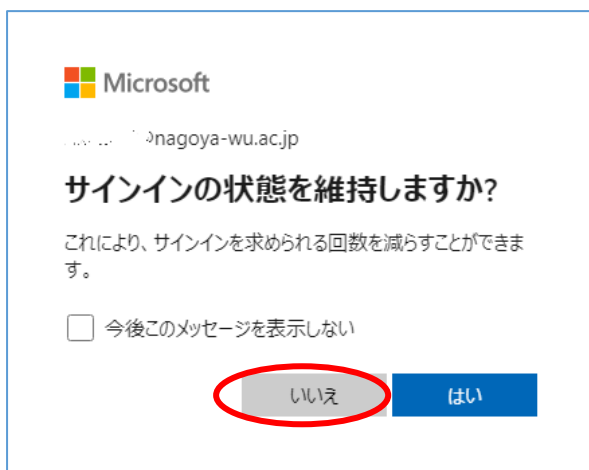 Microsoft
@nagoya-wu.ac.jp
サインインの状態を維持しますか?
これにより、サインインを求められる回数を減らすことができま
す。
今後このメッセージを表示しない
いいえ
はい